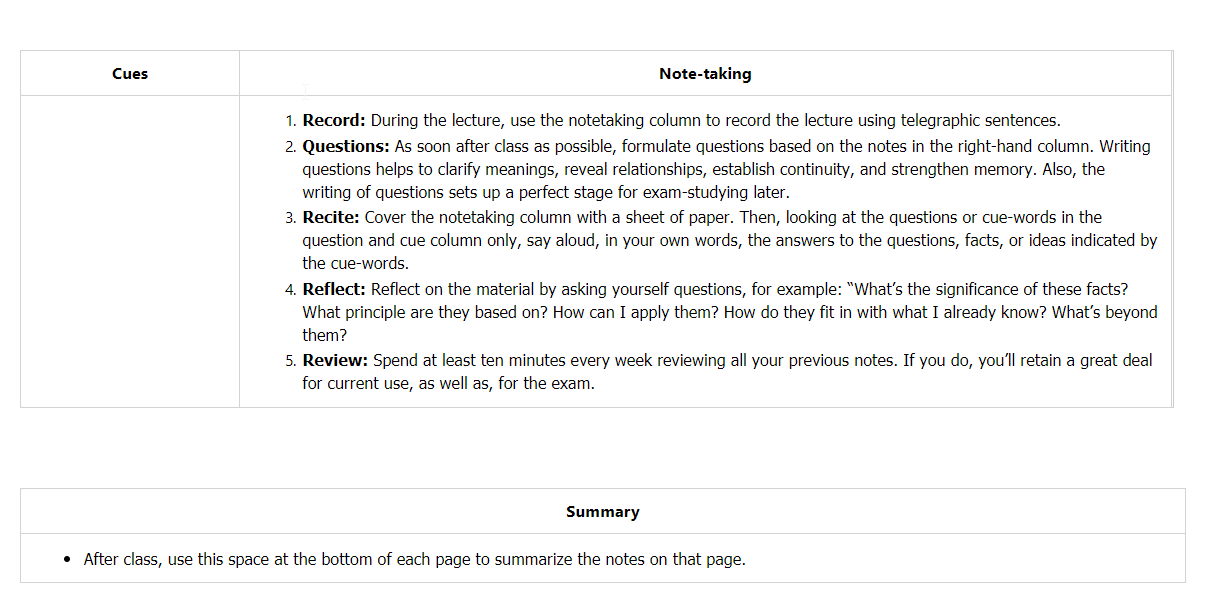 Cues
Note-taking
1. Record: During the lecture, use the notetaking column to record the lecture using telegraphic sentences.
2. Questions: As soon after class as possible, formulate questions based on the notes in the right-hand column. Writing
questions helps to clarify meanings, reveal relationships, establish continuity, and strengthen memory. Also, the
writing of questions sets up a perfect stage for exam-studying later.
3. Recite: Cover the notetaking column with a sheet of paper. Then, looking at the questions or cue-words in the
question and cue column only, say aloud, in your own words, the answers to the questions, facts, or ideas indicated by
the cue-words.
4. Reflect: Reflect on the material by asking yourself questions, for example: “What’s the significance of these facts?
What principle are they based on? How can I apply them? How do they fit in with what I already know? What’s beyond
them?
5. Review: Spend at least ten minutes every week reviewing all your previous notes. If you do, you’ll retain a great deal
for current use, as well as, for the exam.
Summary
• After class, use this space at the bottom of each page to summarize the notes on that page.